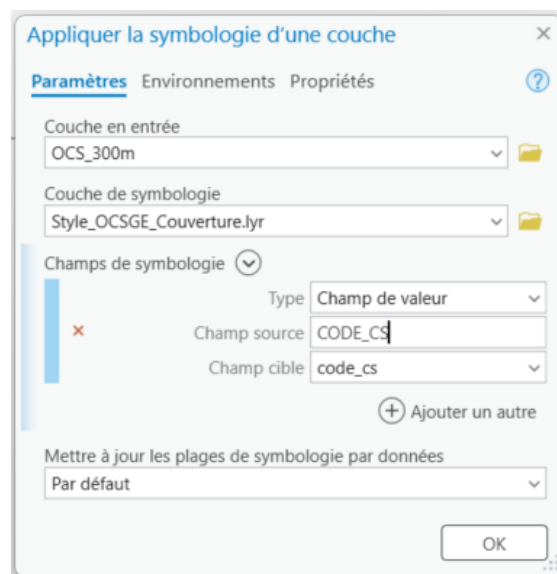 Appliquer la symbologie d'une couche
Paramètres Environnements Propriétés
Couche en entrée
OCS_300m
Couche de symbologie
Style_OCSGE_Couverture.lyr
Champs de symbologie
Type Champ de valeur
Champ source CODE_CS
Champ cible code_cs
Ajouter un autre
Mettre à jour les plages de symbologie par données
Par défaut
OK